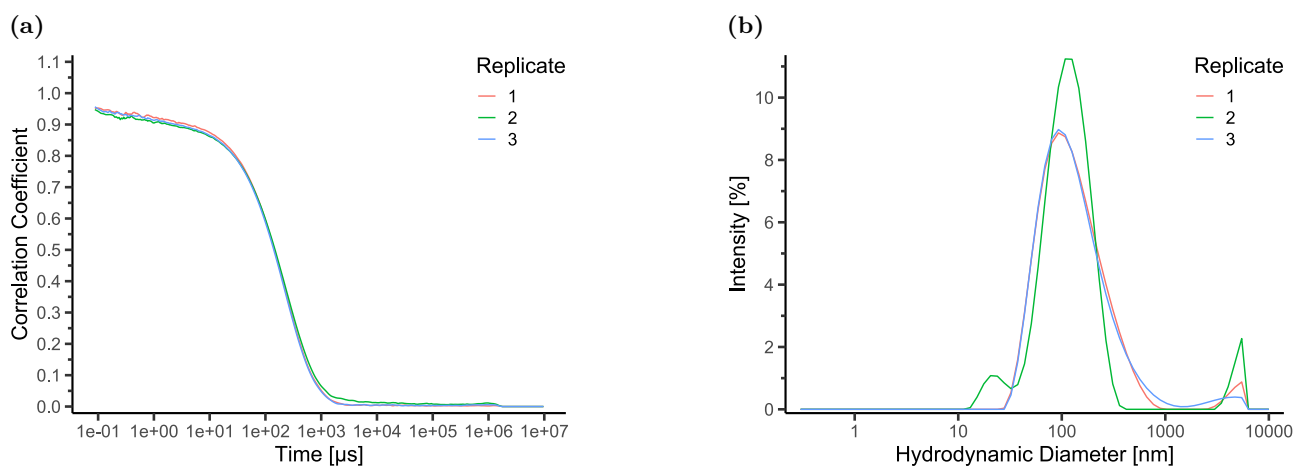 (a)
Correlation Coefficient
1.1
1.0
0.9
0.8
0.7
0.6
0.5
0.4
0.3
0.2
0.1
0.0
1e-01 1e+00 1e+01 1e+02 1e+03 1e+04 1e+05 1e+06 1e+07
Time [µs]
Replicate
1
2
3
(b)
Intensity [%]
10
8
6
4
2
0
1 10 100 1000 10000
Hydrodynamic Diameter [nm]
Replicate
1
2
3